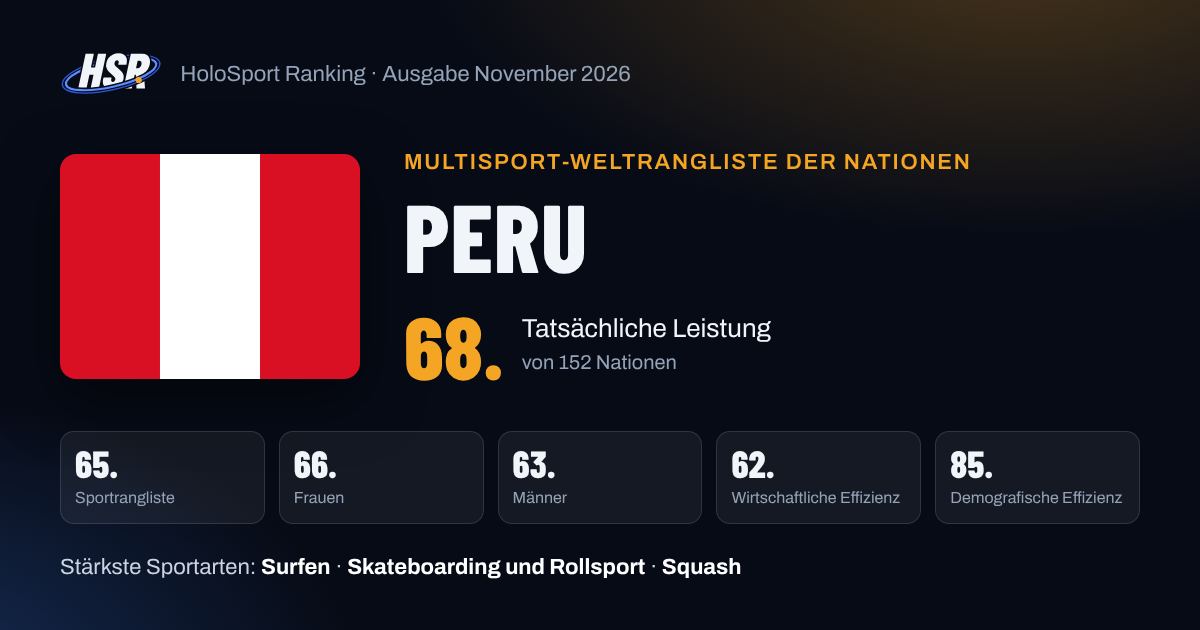 HSR
HoloSport Ranking · Ausgabe November 2026
MULTISPORT-WELTRANGLISTE DER NATIONEN
PERU
68.
Tatsächliche Leistung
von 152 Nationen
65.
Sportrangliste
66.
Frauen
63.
Männer
62.
Wirtschaftliche Effizienz
85.
Demografische Effizienz
Stärkste Sportarten: Surfen · Skateboarding und Rollsport · Squash